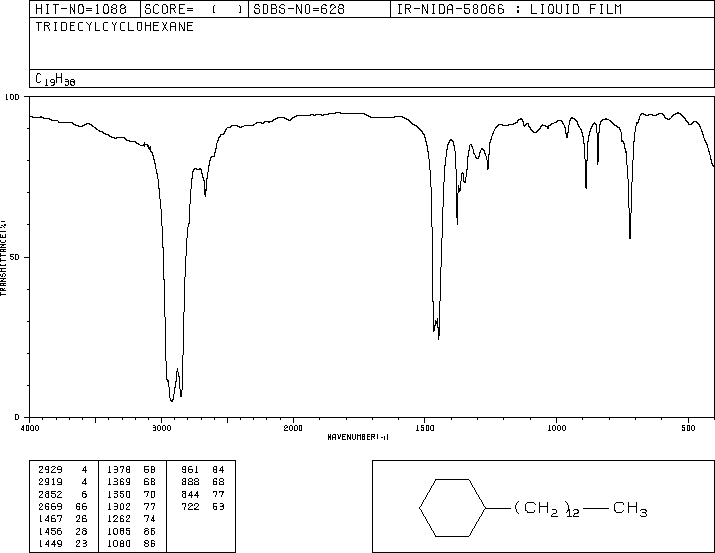 HIT-NO=1088 SCORE= ( ) SDBS-NO=628 IR-NIDA-58066 : LIQUID FILM
TRIDECYLCYCLOHEXANE
C19H38
100
50
0
TRANSMITTANCE(%)
4000 3000 2000 1500 1000 500
WAVENUMBER(-1)
2929 4 1378 58 961 84
2919 4 1369 68 888 68
2852 6 1350 70 844 77
2669 66 1302 77 722 53
1467 26 1262 74
1456 28 1085 86
1449 23 1080 86
(CH2)12 CH3